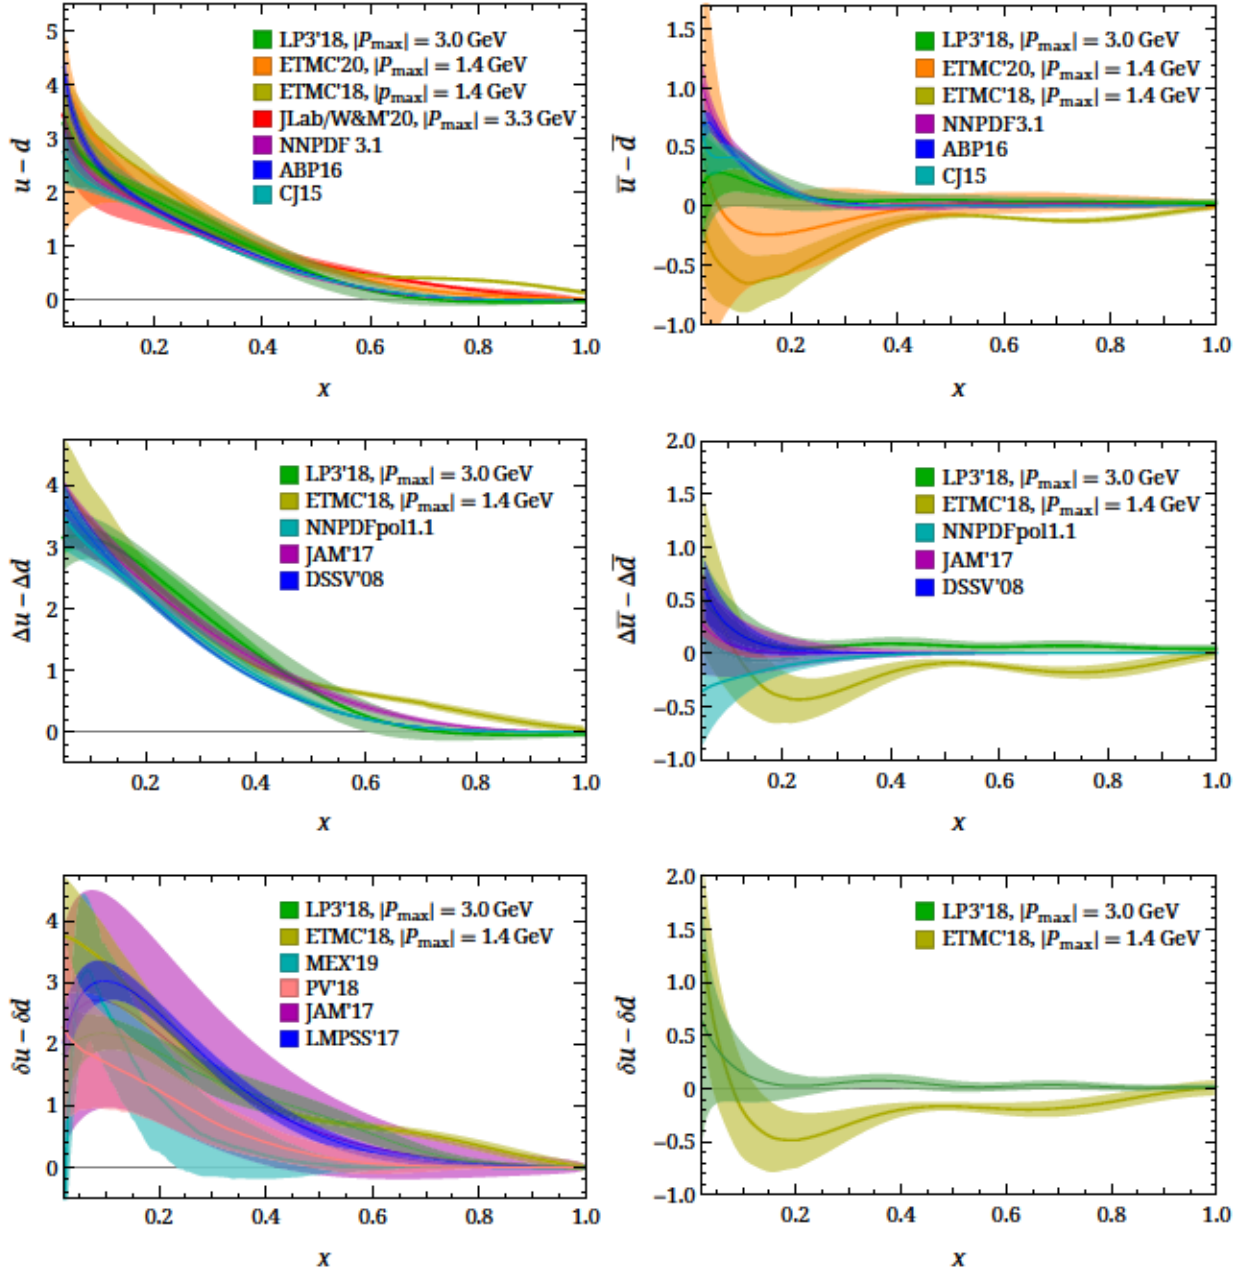 5
4
3
2
1
0
u − d
LP3'18, |Pmax| = 3.0 GeV
ETMC'20, |Pmax| = 1.4 GeV
ETMC'18, |pmax| = 1.4 GeV
JLab/W&M'20, |Pmax| = 3.3 GeV
NNPDF 3.1
ABP16
CJ15
0.2 0.4 0.6 0.8 1.0
x
1.5
1.0
0.5
0
−0.5
−1.0
u̅ − d̅
LP3'18, |Pmax| = 3.0 GeV
ETMC'20, |Pmax| = 1.4 GeV
ETMC'18, |Pmax| = 1.4 GeV
NNPDF3.1
ABP16
CJ15
0.2 0.4 0.6 0.8 1.0
x
4
3
2
1
0
Δu − Δd
LP3'18, |Pmax| = 3.0 GeV
ETMC'18, |Pmax| = 1.4 GeV
NNPDFpol1.1
JAM'17
DSSV'08
0.2 0.4 0.6 0.8 1.0
x
2.0
1.5
1.0
0.5
0
−0.5
−1.0
Δu̅ − Δd̅
LP3'18, |Pmax| = 3.0 GeV
ETMC'18, |Pmax| = 1.4 GeV
NNPDFpol1.1
JAM'17
DSSV'08
0.2 0.4 0.6 0.8 1.0
x
4
3
2
1
0
δu − δd
LP3'18, |Pmax| = 3.0 GeV
ETMC'18, |Pmax| = 1.4 GeV
MEX'19
PV'18
JAM'17
LMPSS'17
0.2 0.4 0.6 0.8 1.0
x
2.0
1.5
1.0
0.5
0
−0.5
−1.0
δu − δd
LP3'18, |Pmax| = 3.0 GeV
ETMC'18, |Pmax| = 1.4 GeV
0.2 0.4 0.6 0.8 1.0
x